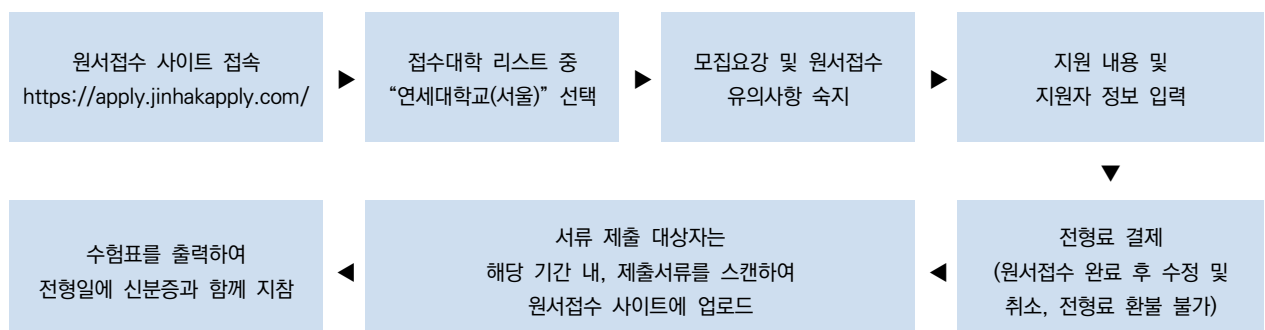 원서접수 사이트 접속
https://apply.jinhakapply.com/
▶
접수대학 리스트 중
“연세대학교(서울)” 선택
▶
모집요강 및 원서접수
유의사항 숙지
▶
지원 내용 및
지원자 정보 입력
▼
전형료 결제
(원서접수 완료 후 수정 및
취소, 전형료 환불 불가)
◀
서류 제출 대상자는
해당 기간 내, 제출서류를 스캔하여
원서접수 사이트에 업로드
◀
수험표를 출력하여
전형일에 신분증과 함께 지참